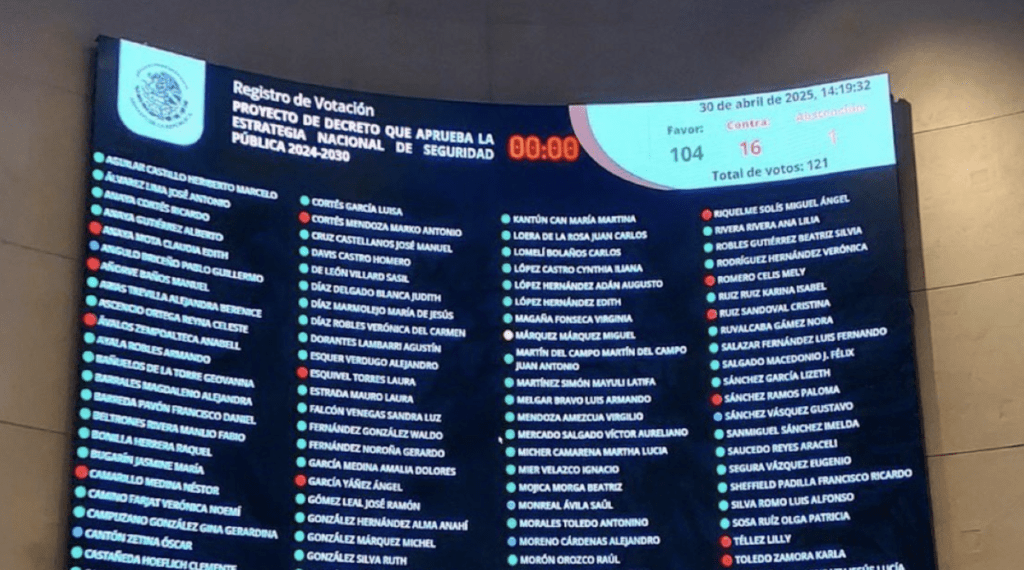 Registro de Votación
PROYECTO DE DECRETO QUE APRUEBA LA
ESTRATEGIA NACIONAL DE SEGURIDAD
PÚBLICA 2024-2030
00:00
30 de abril de 2025, 14:19:32
Favor:
104
Contra:
16
1
Total de votos: 121
AGUILAR CASTILLO HERIBERTO MARCELO
ÁLVAREZ LIMA JOSÉ ANTONIO
ANAYA CORTÉS RICARDO
ANAYA GUTIÉRREZ ALBERTO
ANAYA MOTA CLAUDIA EDITH
ANGULO BRICEÑO PABLO GUILLERMO
AÑORVE BAÑOS MANUEL
ARIAS TREVILLA ALEJANDRA BERENICE
ASCENCIO ORTEGA REYNA CELESTE
ÁVALOS ZEMPOALTECA ANABELL
AYALA ROBLES ARMANDO
BAÑUELOS DE LA TORRE GEOVANNA
BARRALES MAGDALENO ALEJANDRA
BARREDA PAVÓN FRANCISCO DANIEL
BELTRONES RIVERA MANLIO FABIO
BONILLA HERRERA RAQUEL
BUGARÍN JASMINE MARÍA
CAMARILLO MEDINA NÉSTOR
CAMINO FARJAT VERÓNICA NOEMÍ
CAMPUZANO GONZÁLEZ GINA GERARDINA
CANTÓN ZETINA ÓSCAR
CASTAÑEDA HOEFLICH CLEMENTE
CORTÉS GARCÍA LUISA
CORTÉS MENDOZA MARKO ANTONIO
CRUZ CASTELLANOS JOSÉ MANUEL
DAVIS CASTRO HOMERO
DE LEÓN VILLARD SASIL
DÍAZ DELGADO BLANCA JUDITH
DÍAZ MARMOLEJO MARÍA DE JESÚS
DÍAZ ROBLES VERÓNICA DEL CARMEN
DORANTES LAMBARRI AGUSTÍN
ESQUER VERDUGO ALEJANDRO
ESQUIVEL TORRES LAURA
ESTRADA MAURO LAURA
FALCÓN VENEGAS SANDRA LUZ
FERNÁNDEZ GONZÁLEZ WALDO
FERNÁNDEZ NOROÑA GERARDO
GARCÍA MEDINA AMALIA DOLORES
GARCÍA YÁÑEZ ÁNGEL
GÓMEZ LEAL JOSÉ RAMÓN
GONZÁLEZ HERNÁNDEZ ALMA ANAHÍ
GONZÁLEZ MÁRQUEZ MICHEL
GONZÁLEZ SILVA RUTH
KANTÚN CAN MARÍA MARTINA
LOERA DE LA ROSA JUAN CARLOS
LOMELÍ BOLAÑOS CARLOS
LÓPEZ CASTRO CYNTHIA ILIANA
LÓPEZ HERNÁNDEZ ADÁN AUGUSTO
LÓPEZ HERNÁNDEZ EDITH
MAGAÑA FONSECA VIRGINIA
MÁRQUEZ MÁRQUEZ MIGUEL
MARTÍN DEL CAMPO MARTÍN DEL CAMPO
JUAN ANTONIO
MARTÍNEZ SIMÓN MAYULI LATIFA
MELGAR BRAVO LUIS ARMANDO
MENDOZA AMEZCUA VIRGILIO
MERCADO SALGADO VÍCTOR AURELIANO
MICHER CAMARENA MARTHA LUCIA
MIER VELAZCO IGNACIO
MOJICA MORGA BEATRIZ
MONREAL ÁVILA SAÚL
MORALES TOLEDO ANTONINO
MORENO CÁRDENAS ALEJANDRO
MORÓN OROZCO RAÚL
RIQUELME SOLÍS MIGUEL ÁNGEL
RIVERA RIVERA ANA LILIA
ROBLES GUTIÉRREZ BEATRIZ SILVIA
RODRÍGUEZ HERNÁNDEZ VERÓNICA
ROMERO CELIS MELY
RUIZ RUIZ KARINA ISABEL
RUIZ SANDOVAL CRISTINA
RUVALCABA GÁMEZ NORA
SALAZAR FERNÁNDEZ LUIS FERNANDO
SALGADO MACEDONIO J. FÉLIX
SÁNCHEZ GARCÍA LIZETH
SÁNCHEZ RAMOS PALOMA
SÁNCHEZ VÁSQUEZ GUSTAVO
SANMIGUEL SÁNCHEZ IMELDA
SAUCEDO REYES ARACELI
SEGURA VÁZQUEZ EUGENIO
SHEFFIELD PADILLA FRANCISCO RICARDO
SILVA ROMO LUIS ALFONSO
SOSA RUÍZ OLGA PATRICIA
TÉLLEZ LILLY
TOLEDO ZAMORA KARLA